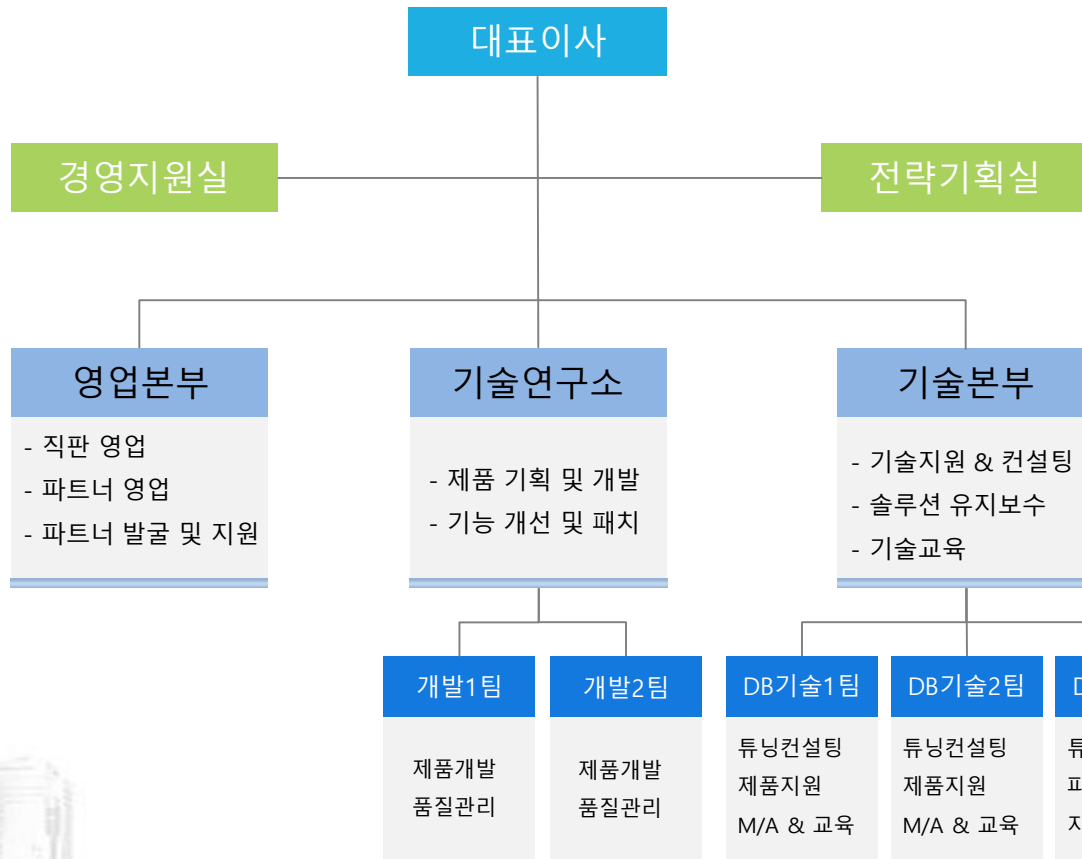 대표이사
경영지원실
전략기획실
영업본부
- 직판 영업
- 파트너 영업
- 파트너 발굴 및 지원
기술연구소
- 제품 기획 및 개발
- 기능 개선 및 패치
기술본부
- 기술지원 & 컨설팅
- 솔루션 유지보수
- 기술교육
개발1팀
제품개발
품질관리
개발2팀
제품개발
품질관리
DB기술1팀
튜닝컨설팅
제품지원
M/A & 교육
DB기술2팀
튜닝컨설팅
제품지원
M/A & 교육